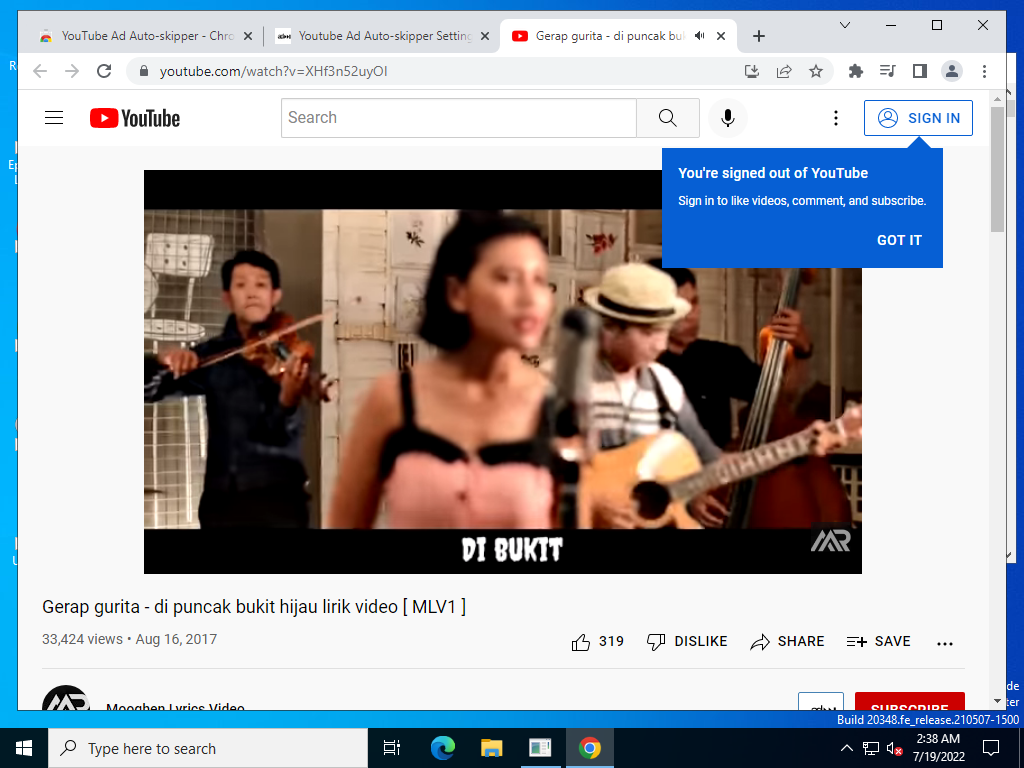 YouTube Ad Auto-skipper - Chro
Youtube Ad Auto-skipper Setting
Gerap gurita - di puncak buk
youtube.com/watch?v=XHf3n52uyOI
YouTube
Search
SIGN IN
You're signed out of YouTube
Sign in to like videos, comment, and subscribe.
GOT IT
DI BUKIT
Gerap gurita - di puncak bukit hijau lirik video [ MLV1 ]
33,424 views • Aug 16, 2017
319
DISLIKE
SHARE
SAVE
Mooghen Lyrics Video
SUBSCRIBE
Build 20348.fe_release.210507-1500
Type here to search
2:38 AM
7/19/2022